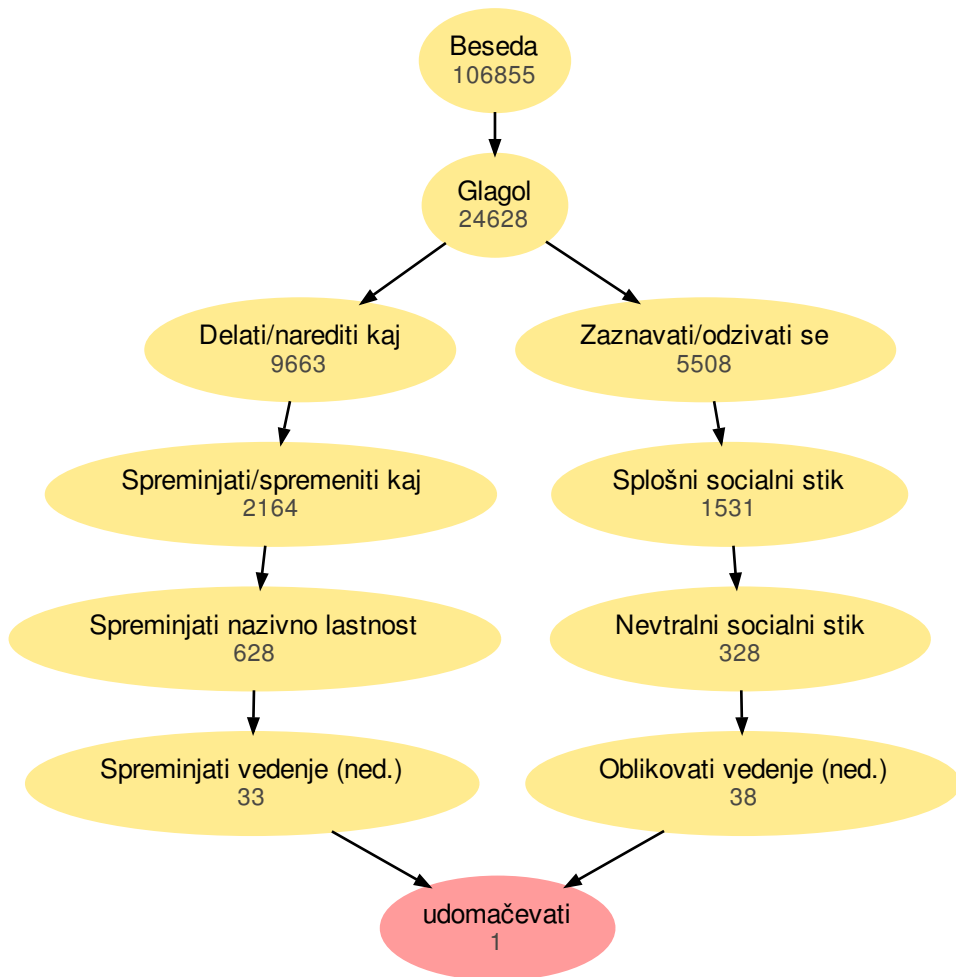 Beseda
106855
Glagol
24628
Delati/narediti kaj
9663
Zaznavati/odzivati se
5508
Spreminjati/spremeniti kaj
2164
Splošni socialni stik
1531
Spreminjati nazivno lastnost
628
Nevtralni socialni stik
328
Spreminjati vedenje (ned.)
33
Oblikovati vedenje (ned.)
38
udomačevati
1